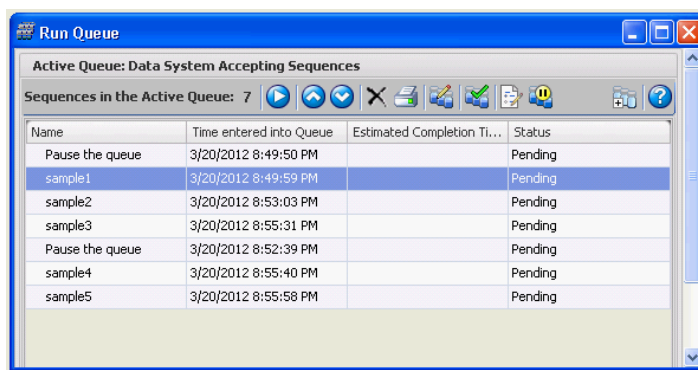 Run Queue
Active Queue: Data System Accepting Sequences
Sequences in the Active Queue: 7
Name Time entered into Queue Estimated Completion Ti... Status
Pause the queue 3/20/2012 8:49:50 PM Pending
sample1 3/20/2012 8:49:59 PM Pending
sample2 3/20/2012 8:53:03 PM Pending
sample3 3/20/2012 8:55:31 PM Pending
Pause the queue 3/20/2012 8:52:39 PM Pending
sample4 3/20/2012 8:55:40 PM Pending
sample5 3/20/2012 8:55:58 PM Pending